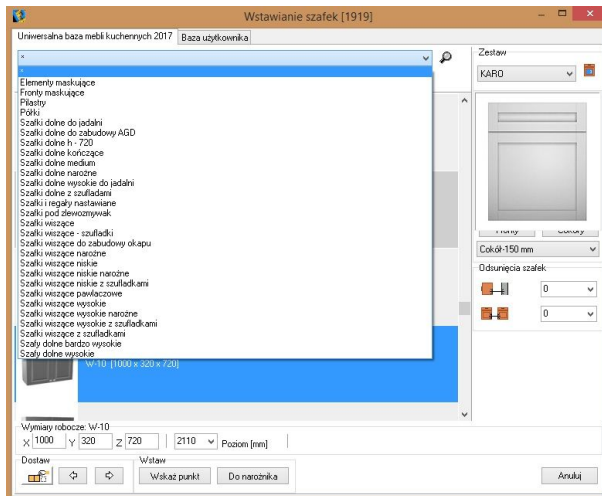 Wstawianie szafek [1919]
Uniwersalna baza mebli kuchennych 2017 Baza użytkownika
*
*
Elementy maskujące
Fronty maskujące
Pilastry
Półki
Szafki dolne do jadalni
Szafki dolne do zabudowy AGD
Szafki dolne h - 720
Szafki dolne kończące
Szafki dolne medium
Szafki dolne narożne
Szafki dolne wysokie do jadalni
Szafki dolne z szufladami
Szafki i regały nastawiane
Szafki pod zlewozmywak
Szafki wiszące
Szafki wiszące - szufladki
Szafki wiszące do zabudowy okapu
Szafki wiszące narożne
Szafki wiszące niskie
Szafki wiszące niskie narożne
Szafki wiszące niskie z szufladkami
Szafki wiszące pawlaczowe
Szafki wiszące wysokie
Szafki wiszące wysokie narożne
Szafki wiszące wysokie z szufladkami
Szafki wiszące z szufladkami
Szafy dolne bardzo wysokie
Szafy dolne wysokie
W-10 [1000 x 320 x 720]
Zestaw
KARO
Fronty Cokoły
Cokół-150 mm
Odsunięcia szafek
0
0
Wymiary robocze: W-10
X 1000 Y 320 Z 720 2110 Poziom [mm]
Dostaw Wstaw
Wskaż punkt Do narożnika Anuluj